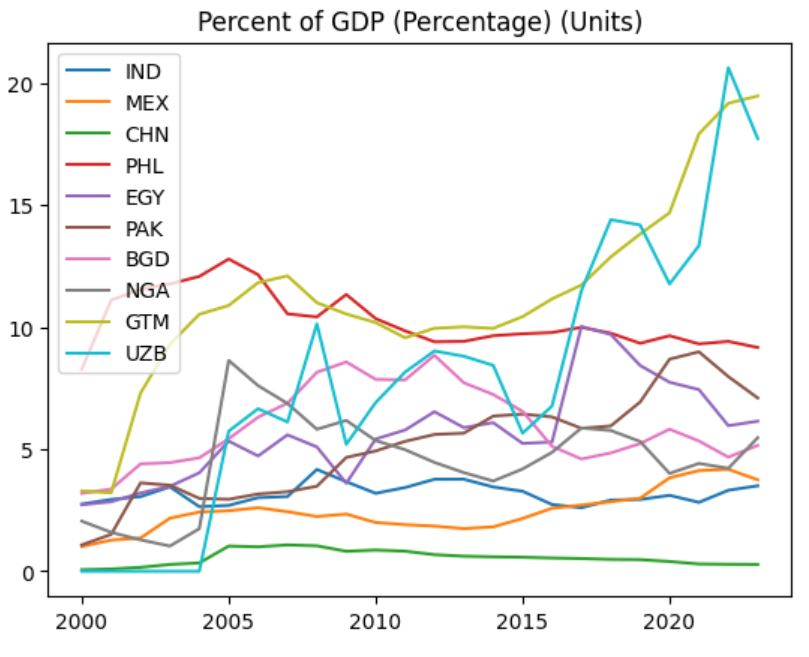 Percent of GDP (Percentage) (Units)
20
15
10
5
0
IND
MEX
CHN
PHL
EGY
PAK
BGD
NGA
GTM
UZB
2000 2005 2010 2015 2020